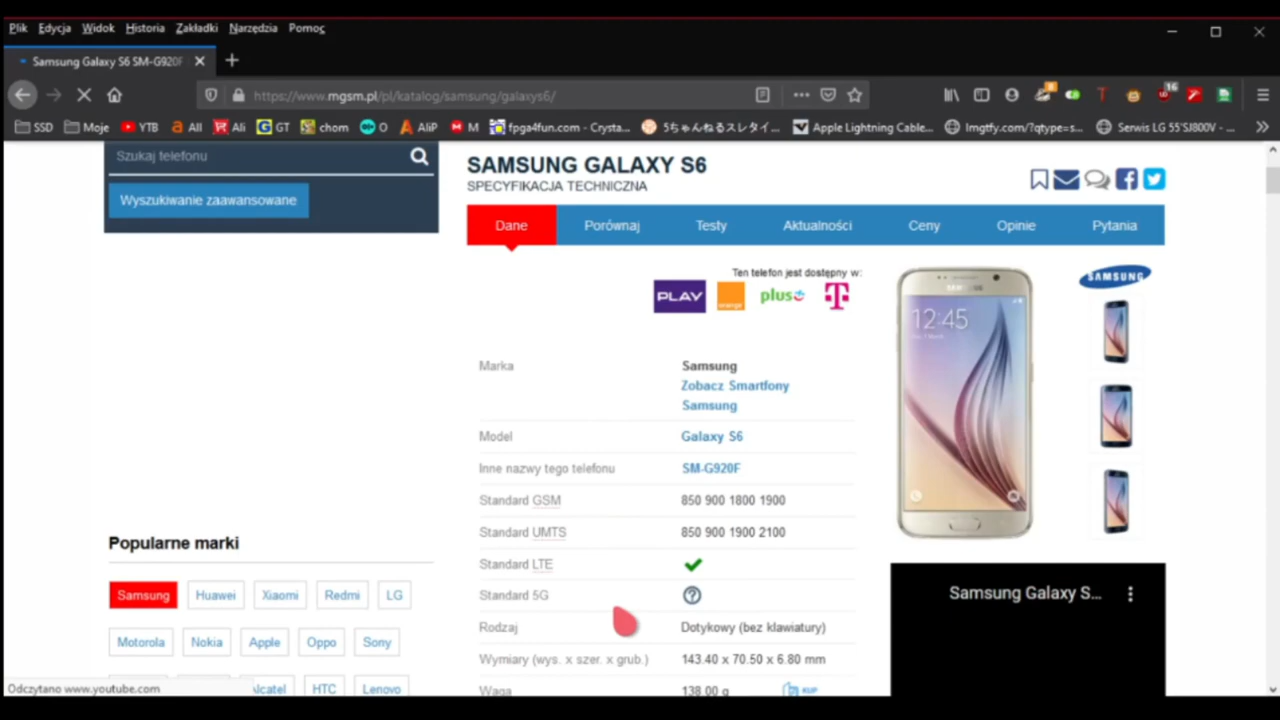 Plik Edycja Widok Historia Zakładki Narzędzia Pomoc
Samsung Galaxy S6 SM-G920F
https://www.mgsm.pl/pl/katalog/samsung/galaxys6/
8
16
SSD Moje YTB All Ali GT chom O AliP M fpga4fun.com - Crysta... 5ちゃんねるスレタイ... Apple Lightning Cable... lmgtfy.com/?qtype=s... Serwis LG 55'SJ800V - ...
Szukaj telefonu
Wyszukiwanie zaawansowane
SAMSUNG GALAXY S6
SPECYFIKACJA TECHNICZNA
Dane Porównaj Testy Aktualności Ceny Opinie Pytania
Ten telefon jest dostępny w:
PLAY orange plus T
SAMSUNG
SAMSUNG
12:45
Marka Samsung
Zobacz Smartfony
Samsung
Model Galaxy S6
Inne nazwy tego telefonu SM-G920F
Standard GSM 850 900 1800 1900
Standard UMTS 850 900 1900 2100
Standard LTE
Standard 5G
Rodzaj Dotykowy (bez klawiatury)
Wymiary (wys. x szer. x grub.) 143.40 x 70.50 x 6.80 mm
Waga 138.00 g KUP
Samsung Galaxy S...
Popularne marki
Samsung Huawei Xiaomi Redmi LG
Motorola Nokia Apple Oppo Sony
Alcatel HTC Lenovo
Odczytano www.youtube.com